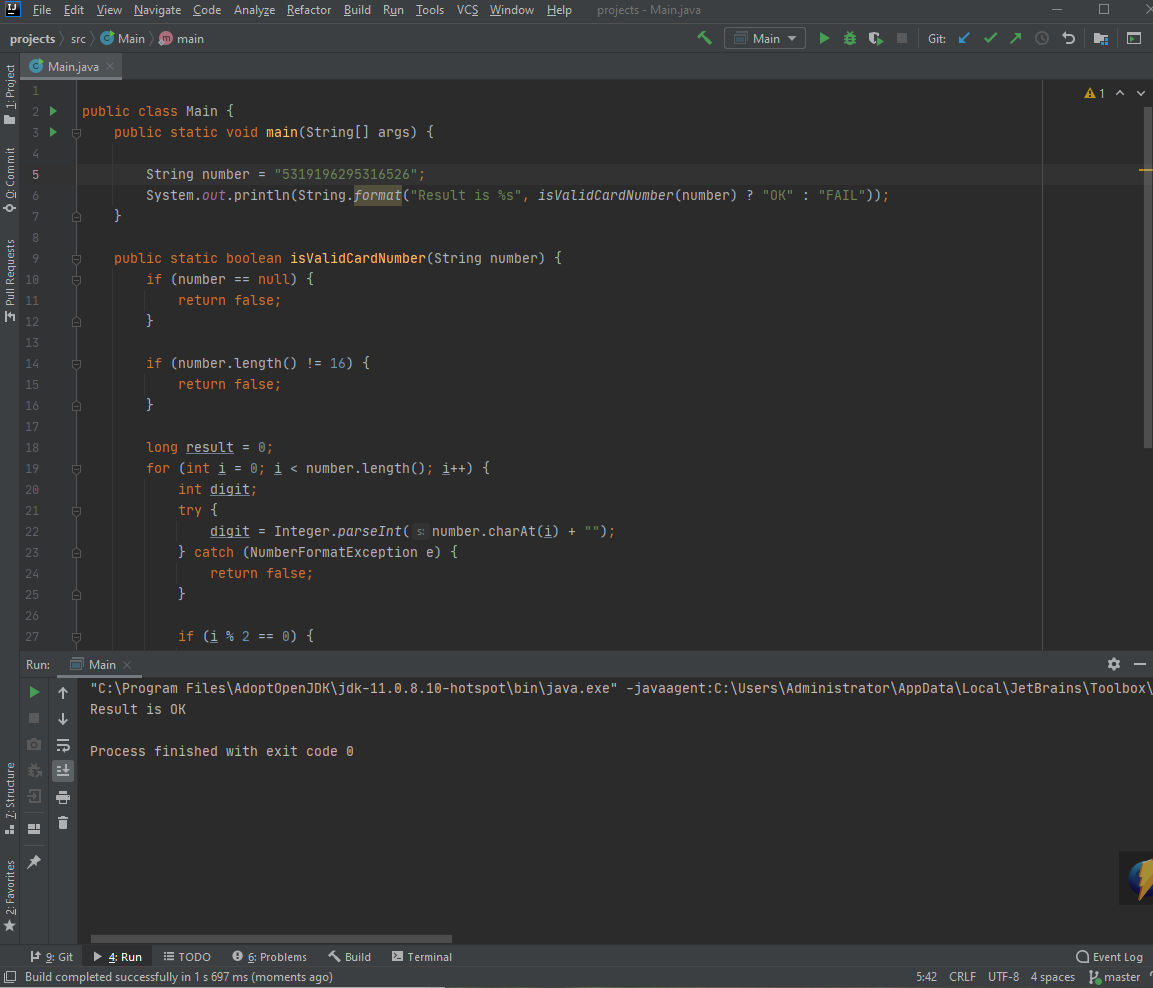 File Edit View Navigate Code Analyze Refactor Build Run Tools VCS Window Help projects - Main.java
projects src Main main Main Git:
Main.java
1: Project
0: Commit
Pull Requests
1
1
2 public class Main {
3 public static void main(String[] args) {
4
5 String number = "5319196295316526";
6 System.out.println(String.format("Result is %s", isValidCardNumber(number) ? "OK" : "FAIL"));
7 }
8
9 public static boolean isValidCardNumber(String number) {
10 if (number == null) {
11 return false;
12 }
13
14 if (number.length() != 16) {
15 return false;
16 }
17
18 long result = 0;
19 for (int i = 0; i < number.length(); i++) {
20 int digit;
21 try {
22 digit = Integer.parseInt( s: number.charAt(i) + "");
23 } catch (NumberFormatException e) {
24 return false;
25 }
26
27 if (i % 2 == 0) {
Run: Main
"C:\Program Files\AdoptOpenJDK\jdk-11.0.8.10-hotspot\bin\java.exe" -javaagent:C:\Users\Administrator\AppData\Local\JetBrains\Toolbox\
Result is OK
Process finished with exit code 0
7: Structure
2: Favorites
9: Git 4: Run TODO 6: Problems Build Terminal Event Log
Build completed successfully in 1 s 697 ms (moments ago) 5:42 CRLF UTF-8 4 spaces master